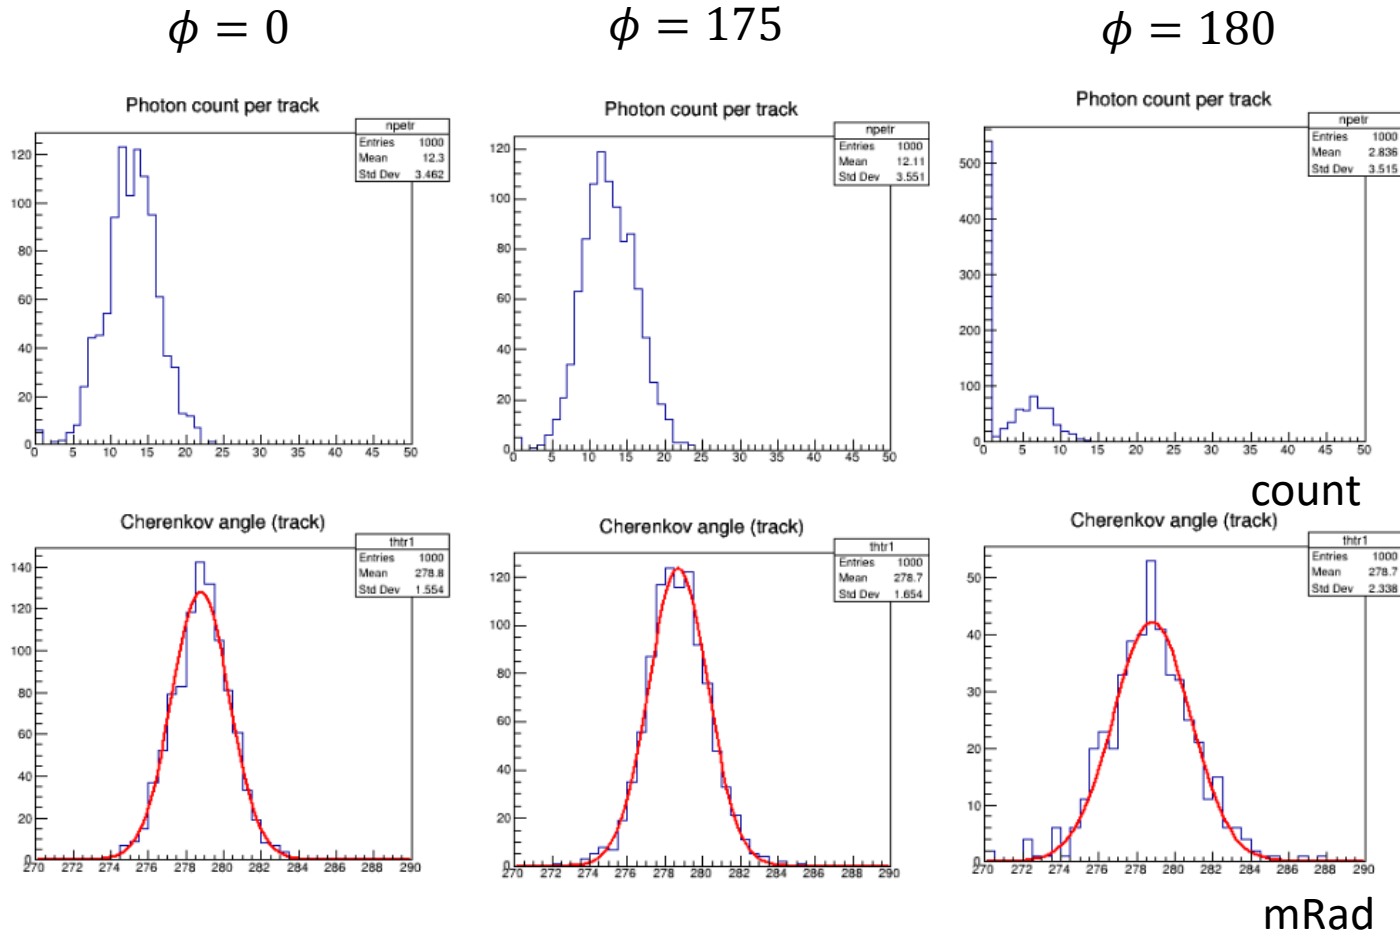 ϕ = 0
ϕ = 175
ϕ = 180
Photon count per track
npetr
Entries 1000
Mean 12.3
Std Dev 3.462
120
100
80
60
40
20
0
0 5 10 15 20 25 30 35 40 45 50
Photon count per track
npetr
Entries 1000
Mean 12.11
Std Dev 3.551
120
100
80
60
40
20
0
0 5 10 15 20 25 30 35 40 45 50
Photon count per track
npetr
Entries 1000
Mean 2.836
Std Dev 3.515
500
400
300
200
100
0
0 5 10 15 20 25 30 35 40 45 50
count
Cherenkov angle (track)
thtr1
Entries 1000
Mean 278.8
Std Dev 1.554
140
120
100
80
60
40
20
0
270 272 274 276 278 280 282 284 286 288 290
Cherenkov angle (track)
thtr1
Entries 1000
Mean 278.7
Std Dev 1.654
120
100
80
60
40
20
0
270 272 274 276 278 280 282 284 286 288 290
Cherenkov angle (track)
thtr1
Entries 1000
Mean 278.7
Std Dev 2.338
50
40
30
20
10
0
270 272 274 276 278 280 282 284 286 288 290
mRad